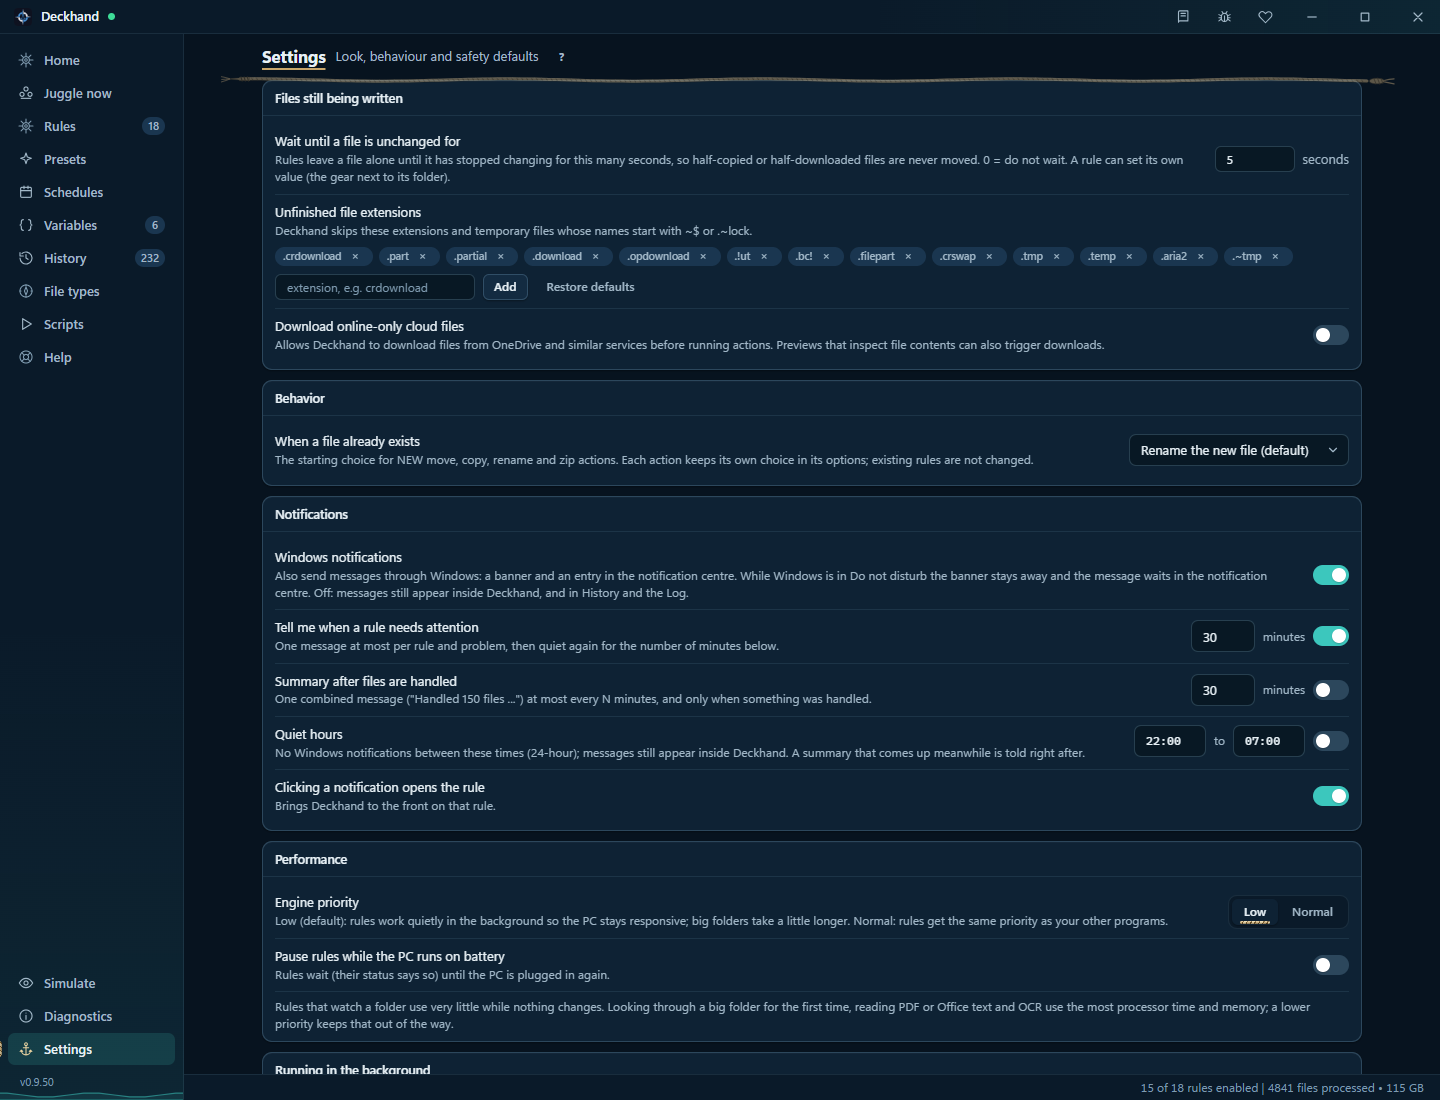 Deckhand
Home
Juggle now
Rules 18
Presets
Schedules
Variables 6
History 232
File types
Scripts
Help
Simulate
Diagnostics
Settings
v0.9.50
Settings Look, behaviour and safety defaults ?
Files still being written
Wait until a file is unchanged for
Rules leave a file alone until it has stopped changing for this many seconds, so half-copied or half-downloaded files are never moved. 0 = do not wait. A rule can set its own
value (the gear next to its folder).
5 seconds
Unfinished file extensions
Deckhand skips these extensions and temporary files whose names start with ~$ or .~lock.
.crdownload × .part × .partial × .download × .opdownload × .!ut × .bc! × .filepart × .crswap × .tmp × .temp × .aria2 × .~tmp ×
extension, e.g. crdownload Add Restore defaults
Download online-only cloud files
Allows Deckhand to download files from OneDrive and similar services before running actions. Previews that inspect file contents can also trigger downloads.
Behavior
When a file already exists
The starting choice for NEW move, copy, rename and zip actions. Each action keeps its own choice in its options; existing rules are not changed.
Rename the new file (default)
Notifications
Windows notifications
Also send messages through Windows: a banner and an entry in the notification centre. While Windows is in Do not disturb the banner stays away and the message waits in the notification
centre. Off: messages still appear inside Deckhand, and in History and the Log.
Tell me when a rule needs attention
One message at most per rule and problem, then quiet again for the number of minutes below.
30 minutes
Summary after files are handled
One combined message ("Handled 150 files ...") at most every N minutes, and only when something was handled.
30 minutes
Quiet hours
No Windows notifications between these times (24-hour); messages still appear inside Deckhand. A summary that comes up meanwhile is told right after.
22:00 to 07:00
Clicking a notification opens the rule
Brings Deckhand to the front on that rule.
Performance
Engine priority
Low (default): rules work quietly in the background so the PC stays responsive; big folders take a little longer. Normal: rules get the same priority as your other programs.
Low Normal
Pause rules while the PC runs on battery
Rules wait (their status says so) until the PC is plugged in again.
Rules that watch a folder use very little while nothing changes. Looking through a big folder for the first time, reading PDF or Office text and OCR use the most processor time and memory; a lower
priority keeps that out of the way.
Running in the background
15 of 18 rules enabled | 4841 files processed • 115 GB